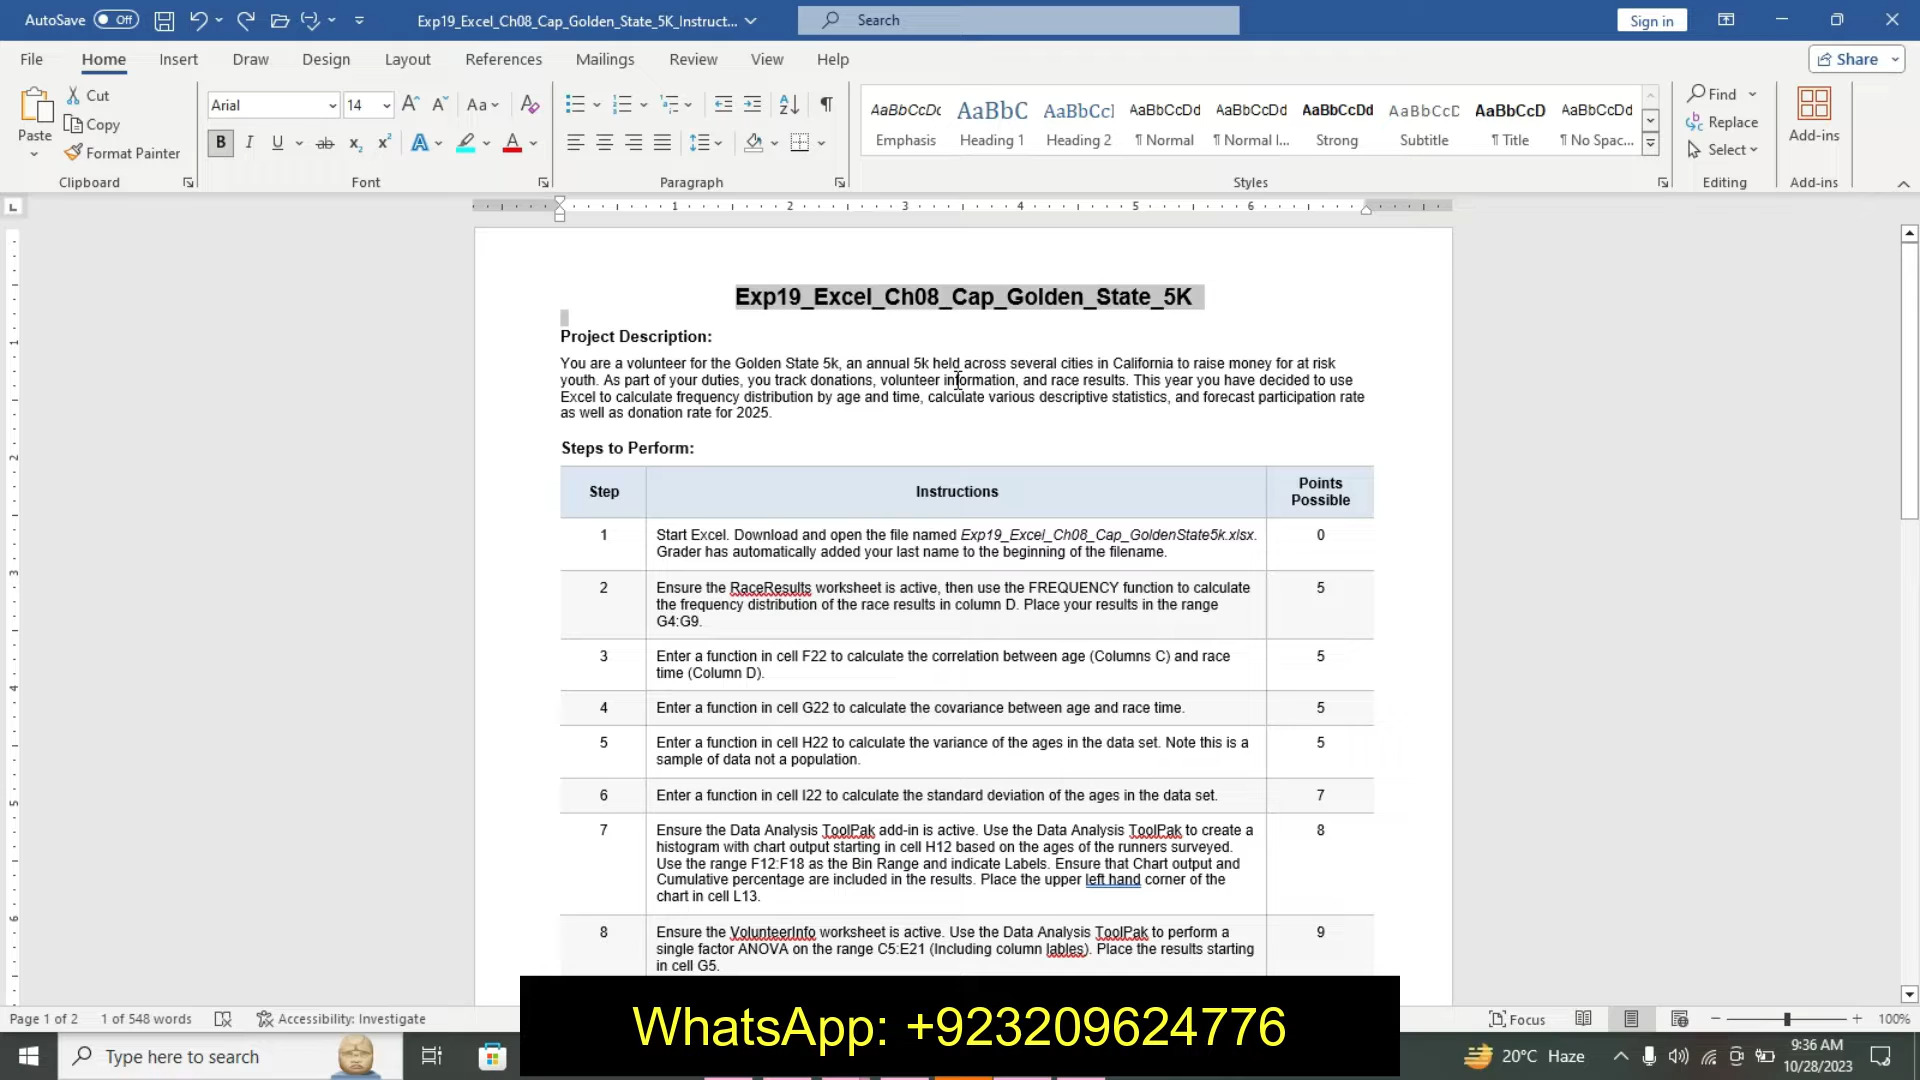 AutoSave Off Exp19_Excel_Ch08_Cap_Golden_State_5K_Instruct... Search Sign in
File Home Insert Draw Design Layout References Mailings Review View Help Share
Paste Cut Copy Format Painter Clipboard
Arial 14 Font
Paragraph
AaBbCcDc AaBbC AaBbCcI AaBbCcDd AaBbCcDd AaBbCcDd AaBbCcD AaBbCcD AaBbCcDd
Emphasis Heading 1 Heading 2 ¶ Normal ¶ Normal I... Strong Subtitle ¶ Title ¶ No Spac...
Styles
Find
Replace
Select
Editing
Add-ins
Add-ins
1 2 3 4 5 6
Exp19_Excel_Ch08_Cap_Golden_State_5K
Project Description:
You are a volunteer for the Golden State 5k, an annual 5k held across several cities in California to raise money for at risk
youth. As part of your duties, you track donations, volunteer information, and race results. This year you have decided to use
Excel to calculate frequency distribution by age and time, calculate various descriptive statistics, and forecast participation rate
as well as donation rate for 2025.
Steps to Perform:
Step Instructions Points Possible
1 Start Excel. Download and open the file named Exp19_Excel_Ch08_Cap_GoldenState5k.xlsx. 0
Grader has automatically added your last name to the beginning of the filename.
2 Ensure the RaceResults worksheet is active, then use the FREQUENCY function to calculate 5
the frequency distribution of the race results in column D. Place your results in the range
G4:G9.
3 Enter a function in cell F22 to calculate the correlation between age (Columns C) and race 5
time (Column D).
4 Enter a function in cell G22 to calculate the covariance between age and race time. 5
5 Enter a function in cell H22 to calculate the variance of the ages in the data set. Note this is a 5
sample of data not a population.
6 Enter a function in cell I22 to calculate the standard deviation of the ages in the data set. 7
7 Ensure the Data Analysis ToolPak add-in is active. Use the Data Analysis ToolPak to create a 8
histogram with chart output starting in cell H12 based on the ages of the runners surveyed.
Use the range F12:F18 as the Bin Range and indicate Labels. Ensure that Chart output and
Cumulative percentage are included in the results. Place the upper left hand corner of the
chart in cell L13.
8 Ensure the VolunteerInfo worksheet is active. Use the Data Analysis ToolPak to perform a 9
single factor ANOVA on the range C5:E21 (Including column lables). Place the results starting
in cell G5.
WhatsApp: +923209624776
Page 1 of 2 1 of 548 words Accessibility: Investigate Focus 100%
Type here to search 20°C Haze 9:36 AM
10/28/2023